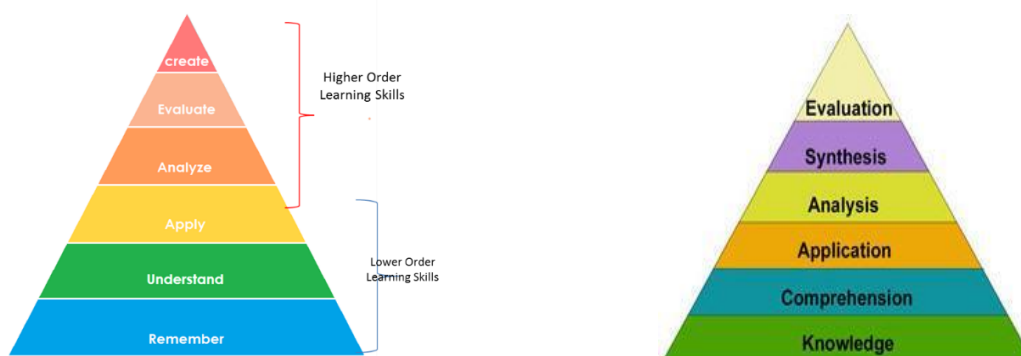 create
Evaluate
Analyze
Apply
Understand
Remember
Higher Order
Learning Skills
Lower Order
Learning Skills
Evaluation
Synthesis
Analysis
Application
Comprehension
Knowledge